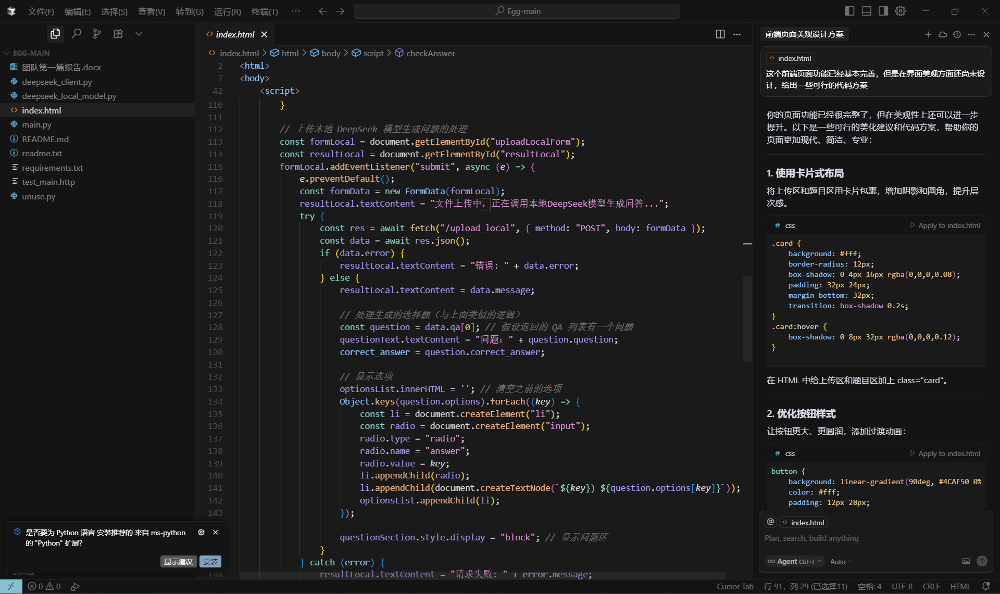 文件(F) 编辑(E) 选择(S) 查看(V) 转到(G) 运行(R) 终端(T) ··· Egg-main
EGG-MAIN
团队第一篇报告.docx
deepseek_client.py
deepseek_local_model.py
index.html
main.py
README.md
readme.txt
requirements.txt
test_main.http
unuse.py
index.html
index.html > html > body > script > checkAnswer
2 <html>
7 <body>
42 <script>
110 }
111
112 // 上传本地 DeepSeek 模型生成问题的处理
113 const formLocal = document.getElementById("uploadLocalForm");
114 const resultLocal = document.getElementById("resultLocal");
115 formLocal.addEventListener("submit", async (e) => {
116 e.preventDefault();
117 const formData = new FormData(formLocal);
118 resultLocal.textContent = "文件上传中，正在调用本地DeepSeek模型生成问答...";
119 try {
120 const res = await fetch("/upload_local", { method: "POST", body: formData });
121 const data = await res.json();
122 if (data.error) {
123 resultLocal.textContent = "错误: " + data.error;
124 } else {
125 resultLocal.textContent = data.message;
126
127 // 处理生成的选择题（与上面类似的逻辑）
128 const question = data.qa[0]; // 假设返回的 QA 列表有一个问题
129 questionText.textContent = "问题: " + question.question;
130 correct_answer = question.correct_answer;
131
132 // 显示选项
133 optionsList.innerHTML = ''; // 清空之前的选项
134 Object.keys(question.options).forEach((key) => {
135 const li = document.createElement("li");
136 const radio = document.createElement("input");
137 radio.type = "radio";
138 radio.name = "answer";
139 radio.value = key;
140 li.appendChild(radio);
141 li.appendChild(document.createTextNode(`${key}) ${question.options[key]}`));
142 optionsList.appendChild(li);
143 });
questionSection.style.display = "block"; // 显示问题区
}
} catch (error) {
148 resultLocal.textContent = "请求失败: " + error.message;
前端页面美观设计方案
index.html
这个前端页面功能已经基本完善，但是在界面美观方面还尚未设
计，给出一些可行的代码方案
你的页面功能已经很完整了，但在美观性上还可以进一步
提升。以下是一些可行的美化建议和代码方案，帮助你的
页面更加现代、简洁、专业：
1. 使用卡片式布局
将上传区和题目区用卡片包裹，增加阴影和圆角，提升层
次感。
# css Apply to index.html
.card {
background: #fff;
border-radius: 12px;
box-shadow: 0 4px 16px rgba(0,0,0,0.08);
padding: 32px 24px;
margin-bottom: 32px;
transition: box-shadow 0.2s;
}
.card:hover {
box-shadow: 0 8px 32px rgba(0,0,0,0.12);
}
在 HTML 中给上传区和题目区加上 class="card"。
2. 优化按钮样式
让按钮更大、更圆润，添加过渡动画：
# css Apply to index.html
button {
background: linear-gradient(90deg, #4CAF50 0%
color: #fff;
padding: 12px 28px;
@ index.html
Plan, search, build anything
Agent Ctrl+I Auto
是否要为 Python 语言 安装推荐的 来自 ms-python
的 "Python" 扩展?
显示建议 安装
0 0
Cursor Tab 行 91，列 29 (已选择11) 空格: 4 UTF-8 CRLF HTML